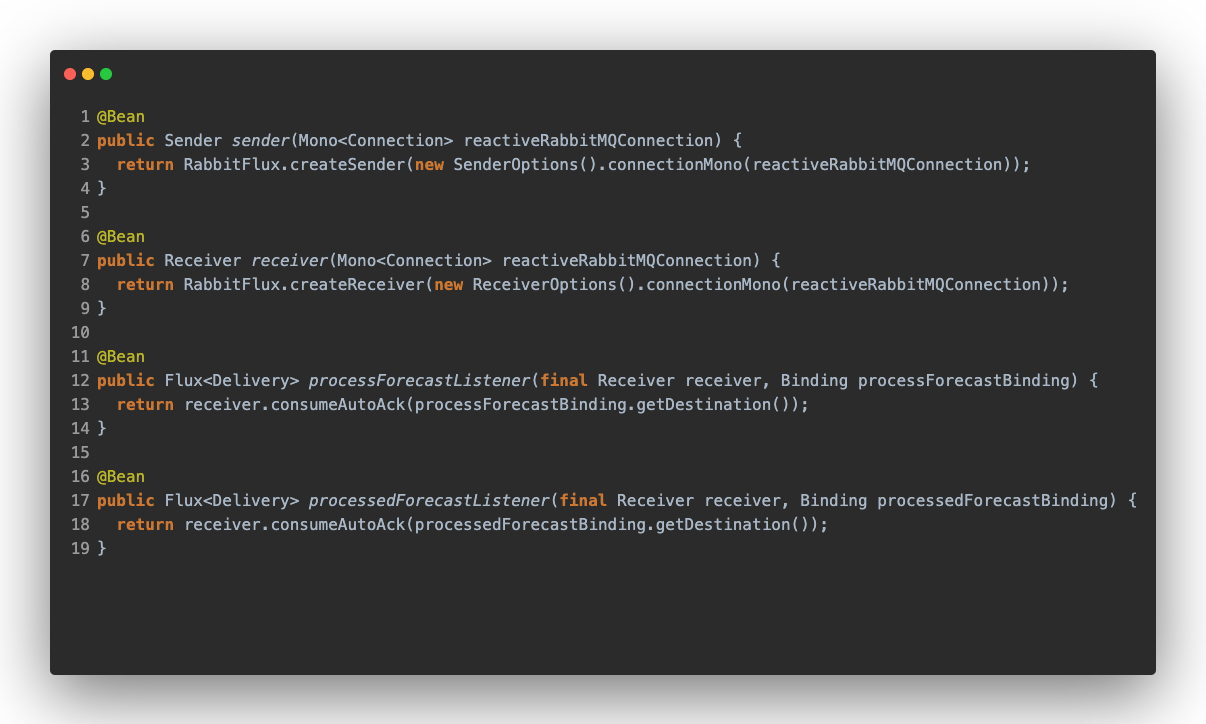 1 @Bean
2 public Sender sender(Mono<Connection> reactiveRabbitMQConnection) {
3   return RabbitFlux.createSender(new SenderOptions().connectionMono(reactiveRabbitMQConnection));
4 }
5
6 @Bean
7 public Receiver receiver(Mono<Connection> reactiveRabbitMQConnection) {
8   return RabbitFlux.createReceiver(new ReceiverOptions().connectionMono(reactiveRabbitMQConnection));
9 }
10
11 @Bean
12 public Flux<Delivery> processForecastListener(final Receiver receiver, Binding processForecastBinding) {
13   return receiver.consumeAutoAck(processForecastBinding.getDestination());
14 }
15
16 @Bean
17 public Flux<Delivery> processedForecastListener(final Receiver receiver, Binding processedForecastBinding) {
18   return receiver.consumeAutoAck(processedForecastBinding.getDestination());
19 }